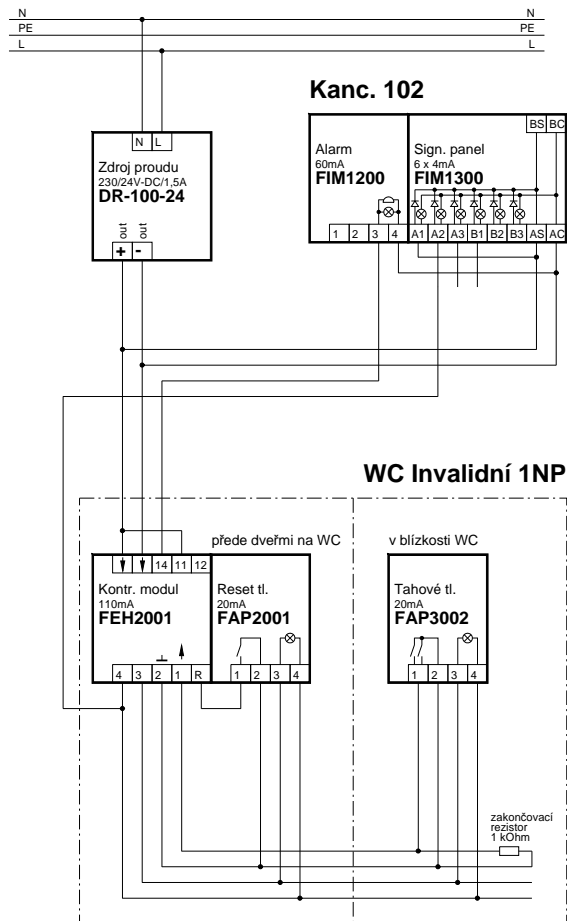 N N
PE PE
L L
Kanc. 102
N L
BS BC
Zdroj proudu
230/24V-DC/1,5A
DR-100-24
out out
+ -
Alarm
60mA
FIM1200
Sign. panel
6 x 4mA
FIM1300
1 2 3 4 A1 A2 A3 B1 B2 B3 AS AC
WC Invalidní 1NP
přede dveřmi na WC
v blízkosti WC
14 11 12
Kontr. modul
110mA
FEH2001
Reset tl.
20mA
FAP2001
Tahové tl.
20mA
FAP3002
4 3 2 1 R 1 2 3 4
1 2 3 4
zakončovací
rezistor
1 kOhm